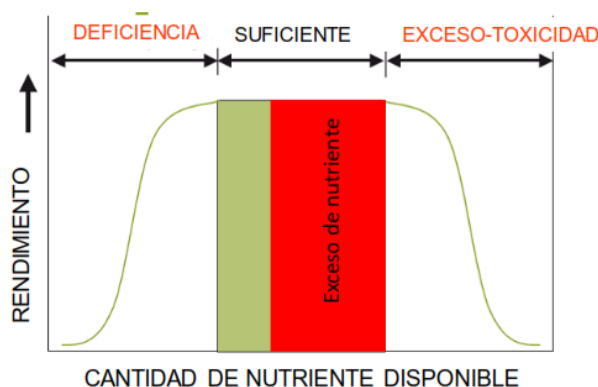 DEFICIENCIA
SUFICIENTE
EXCESO-TOXICIDAD
RENDIMIENTO
Exceso de nutriente
CANTIDAD DE NUTRIENTE DISPONIBLE